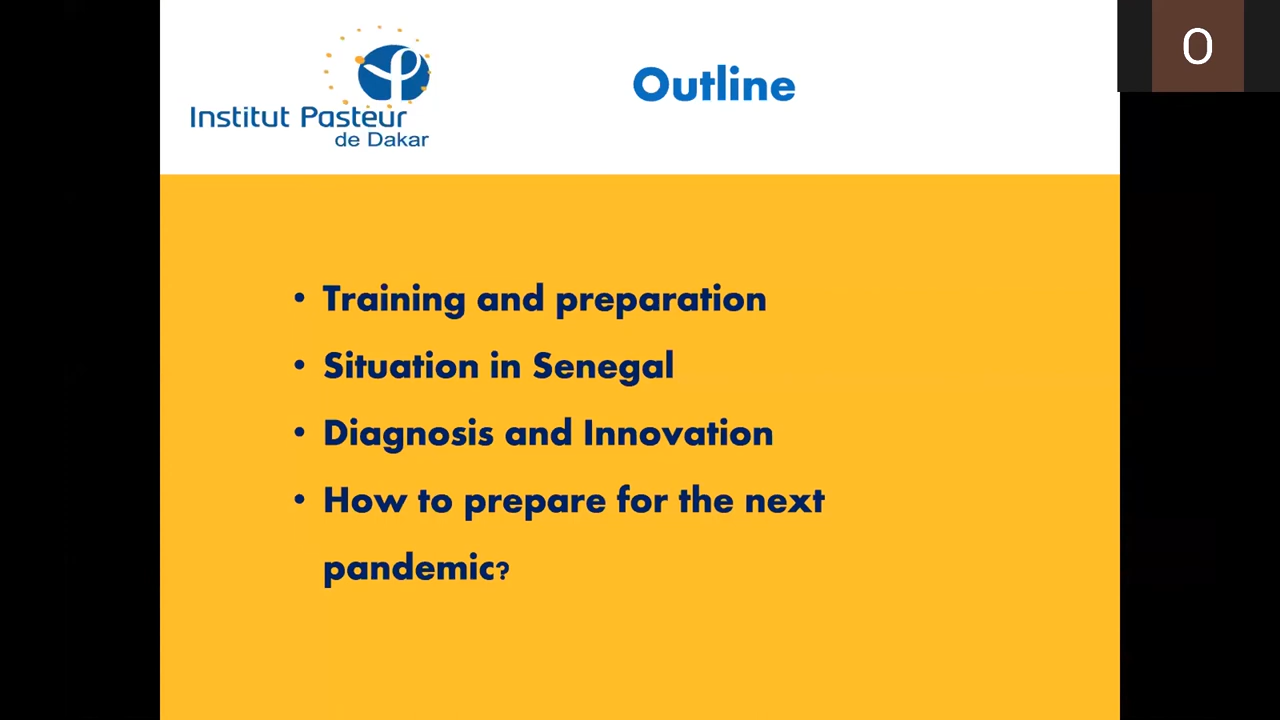 Institut Pasteur
de Dakar
Outline
O
• Training and preparation
• Situation in Senegal
• Diagnosis and Innovation
• How to prepare for the next
pandemic?